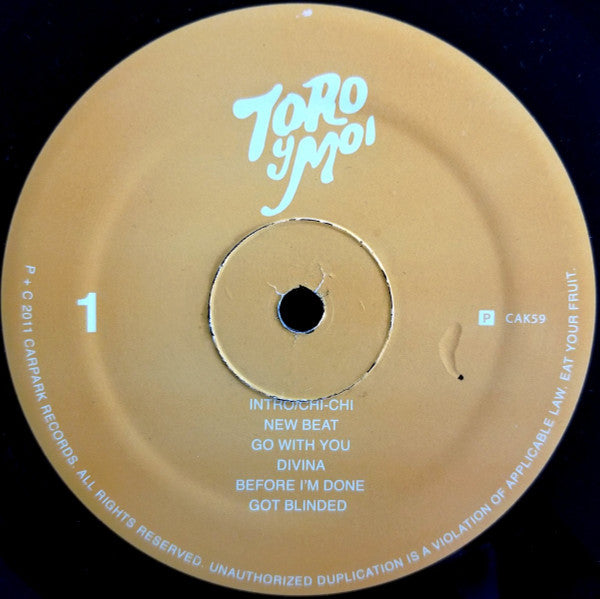 TORO
y MOI
1
P CAK59
INTRO/CHI-CHI
NEW BEAT
GO WITH YOU
DIVINA
BEFORE I'M DONE
GOT BLINDED
P + C 2011 CARPARK RECORDS. ALL RIGHTS RESERVED. UNAUTHORIZED DUPLICATION IS A VIOLATION OF APPLICABLE LAW. EAT YOUR FRUIT.